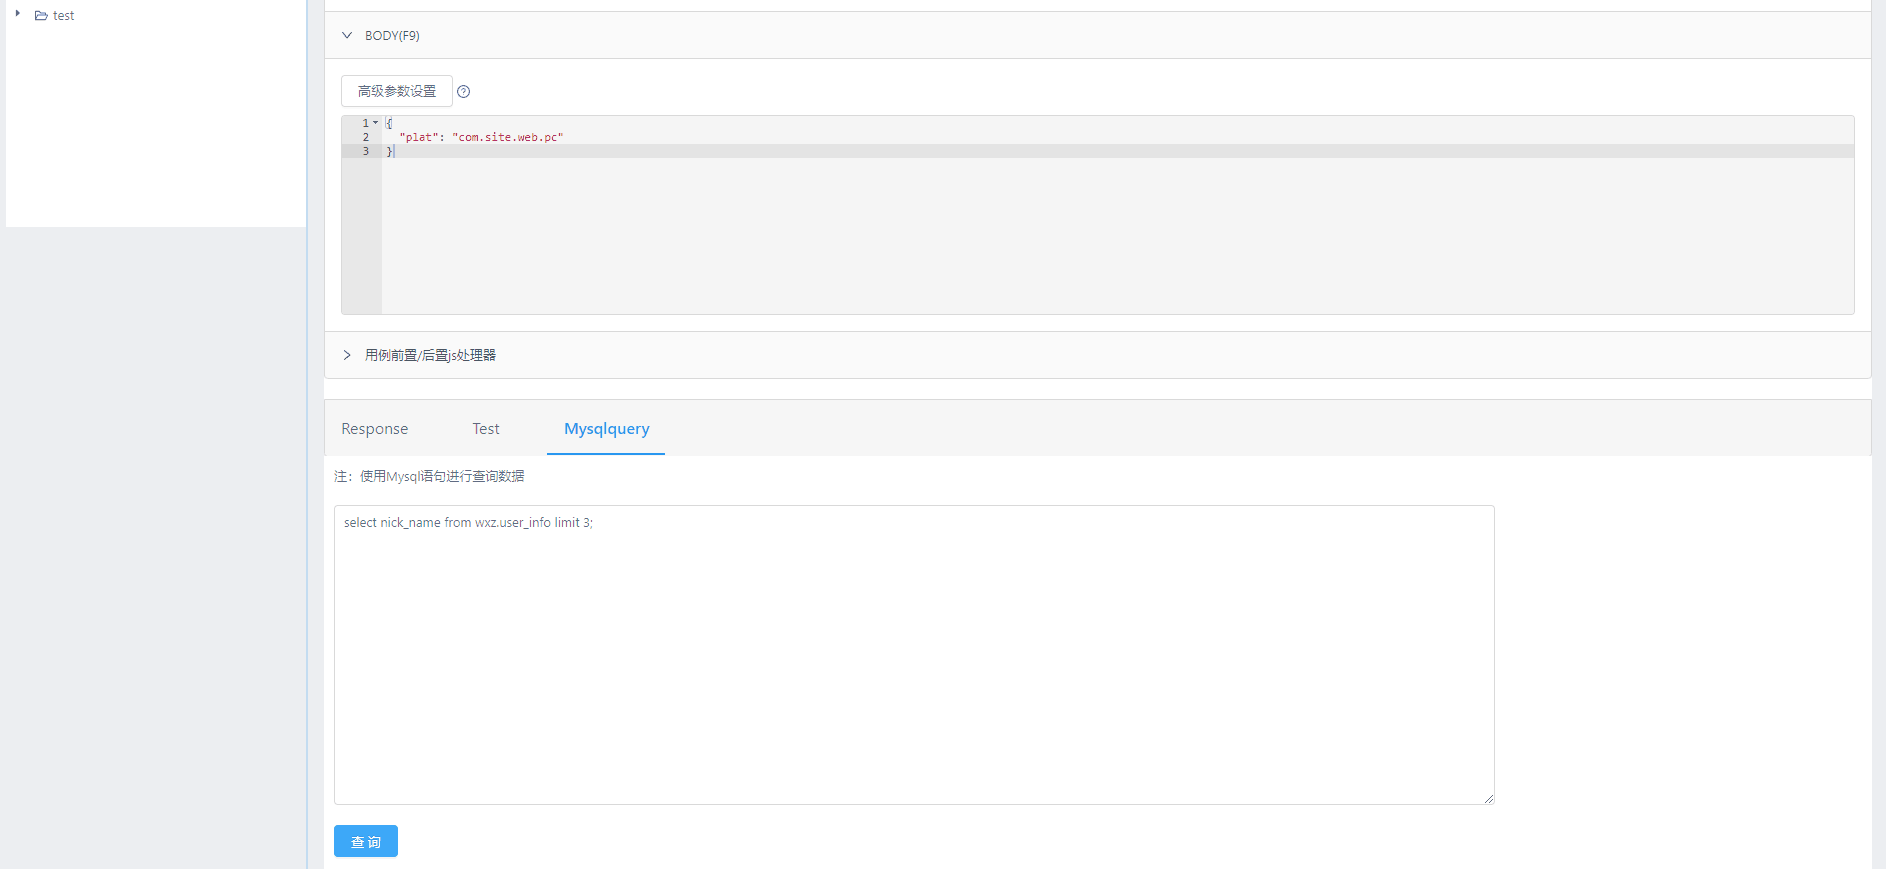 test
BODY(F9)
高级参数设置
1 {
2 "plat": "com.site.web.pc"
3 }
用例前置/后置js处理器
Response Test Mysqlquery
注：使用Mysql语句进行查询数据
select nick_name from wxz.user_info limit 3;
查 询